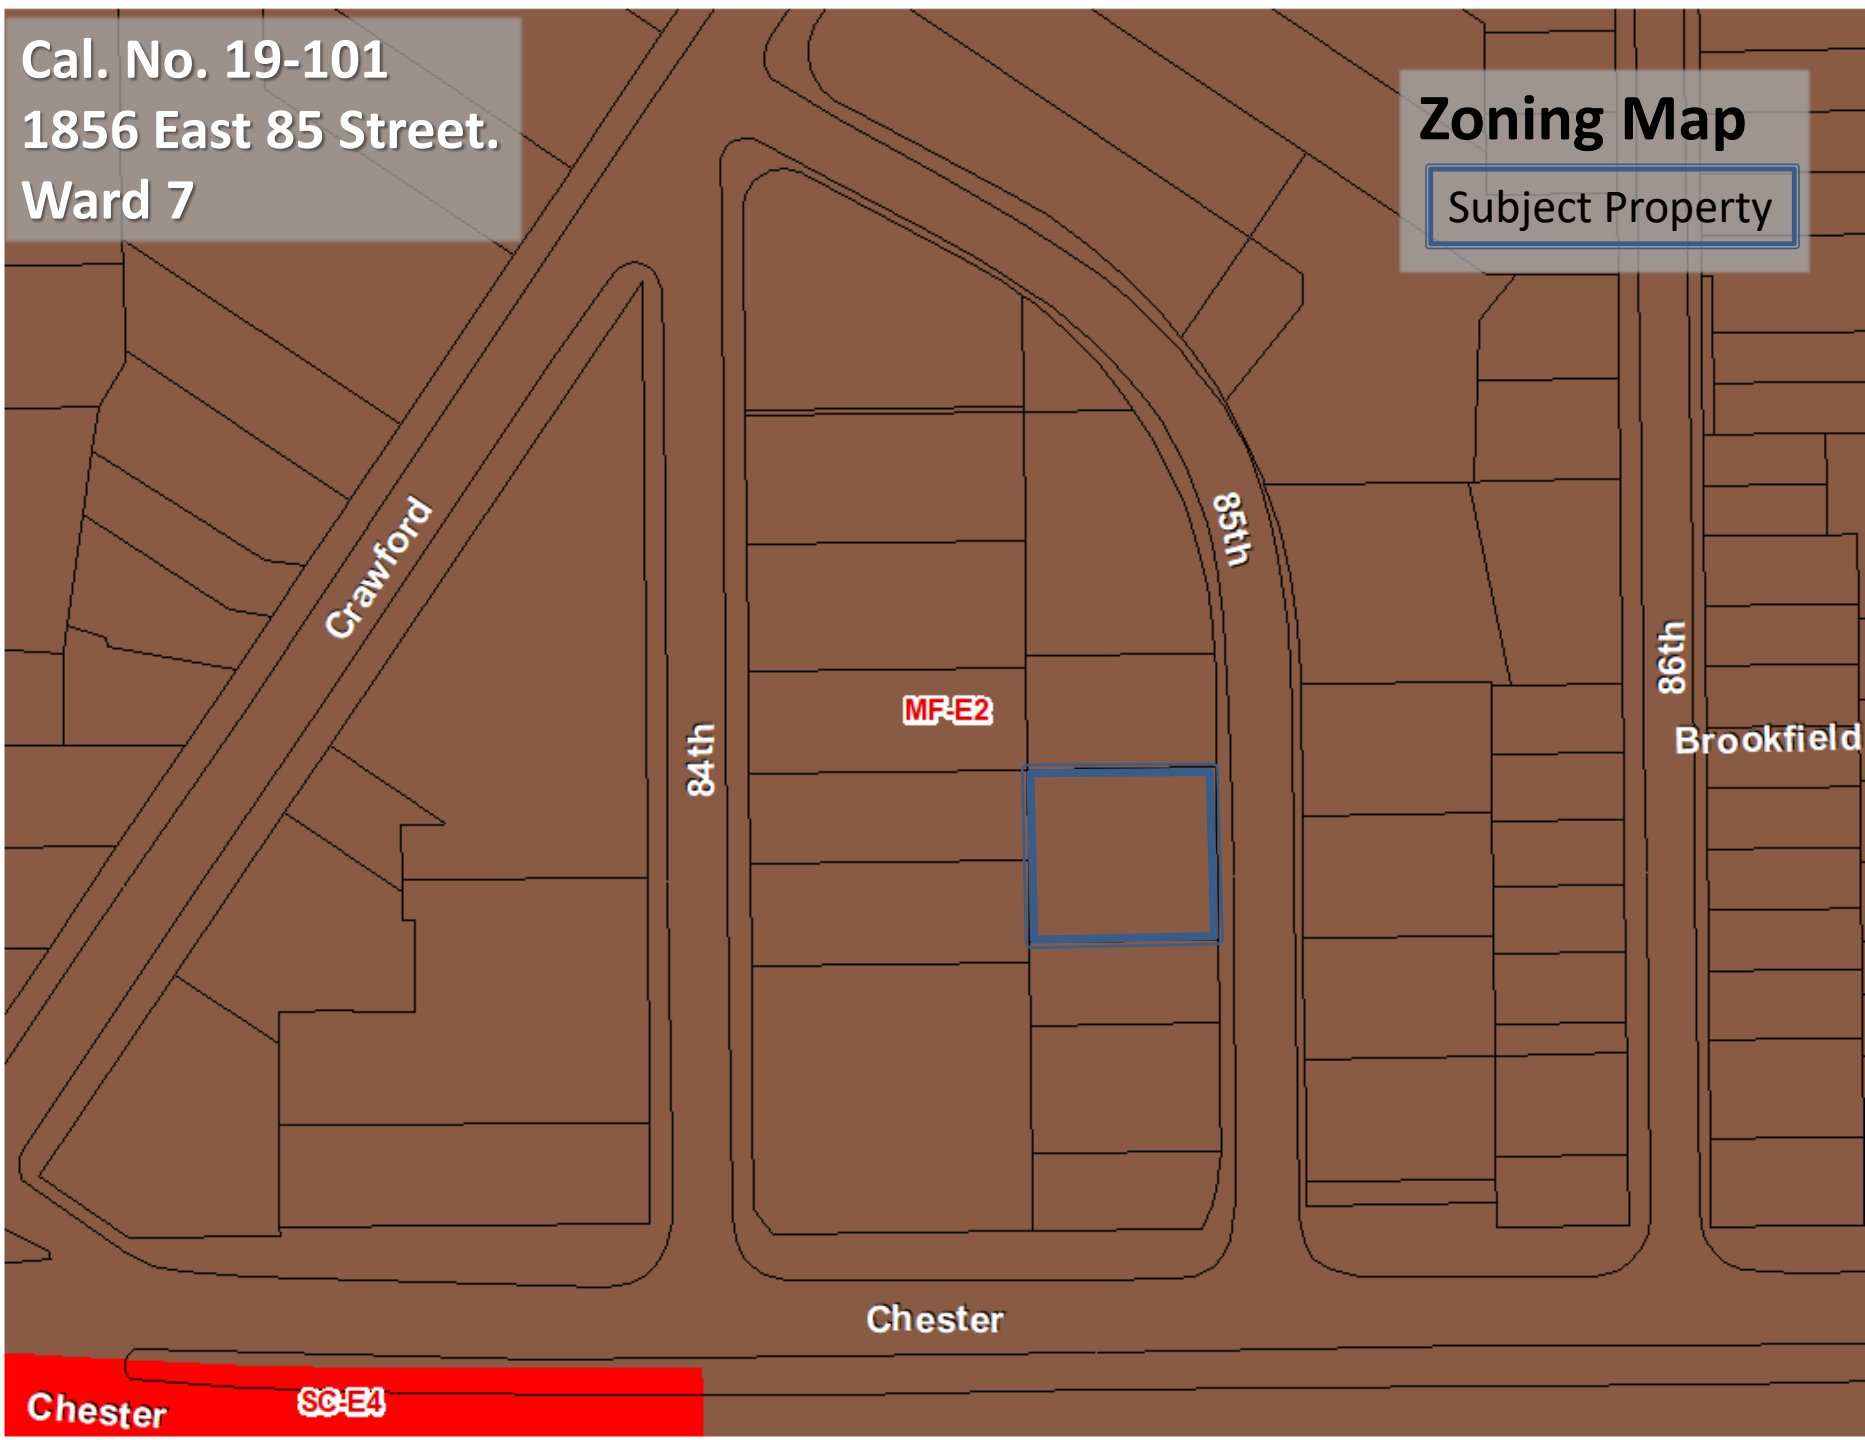 Cal. No. 19-101
1856 East 85 Street.
Ward 7
Zoning Map
Subject Property
Crawford
85th
86th
MF-E2
84th
Brookfield
Chester
SC-E4
Chester